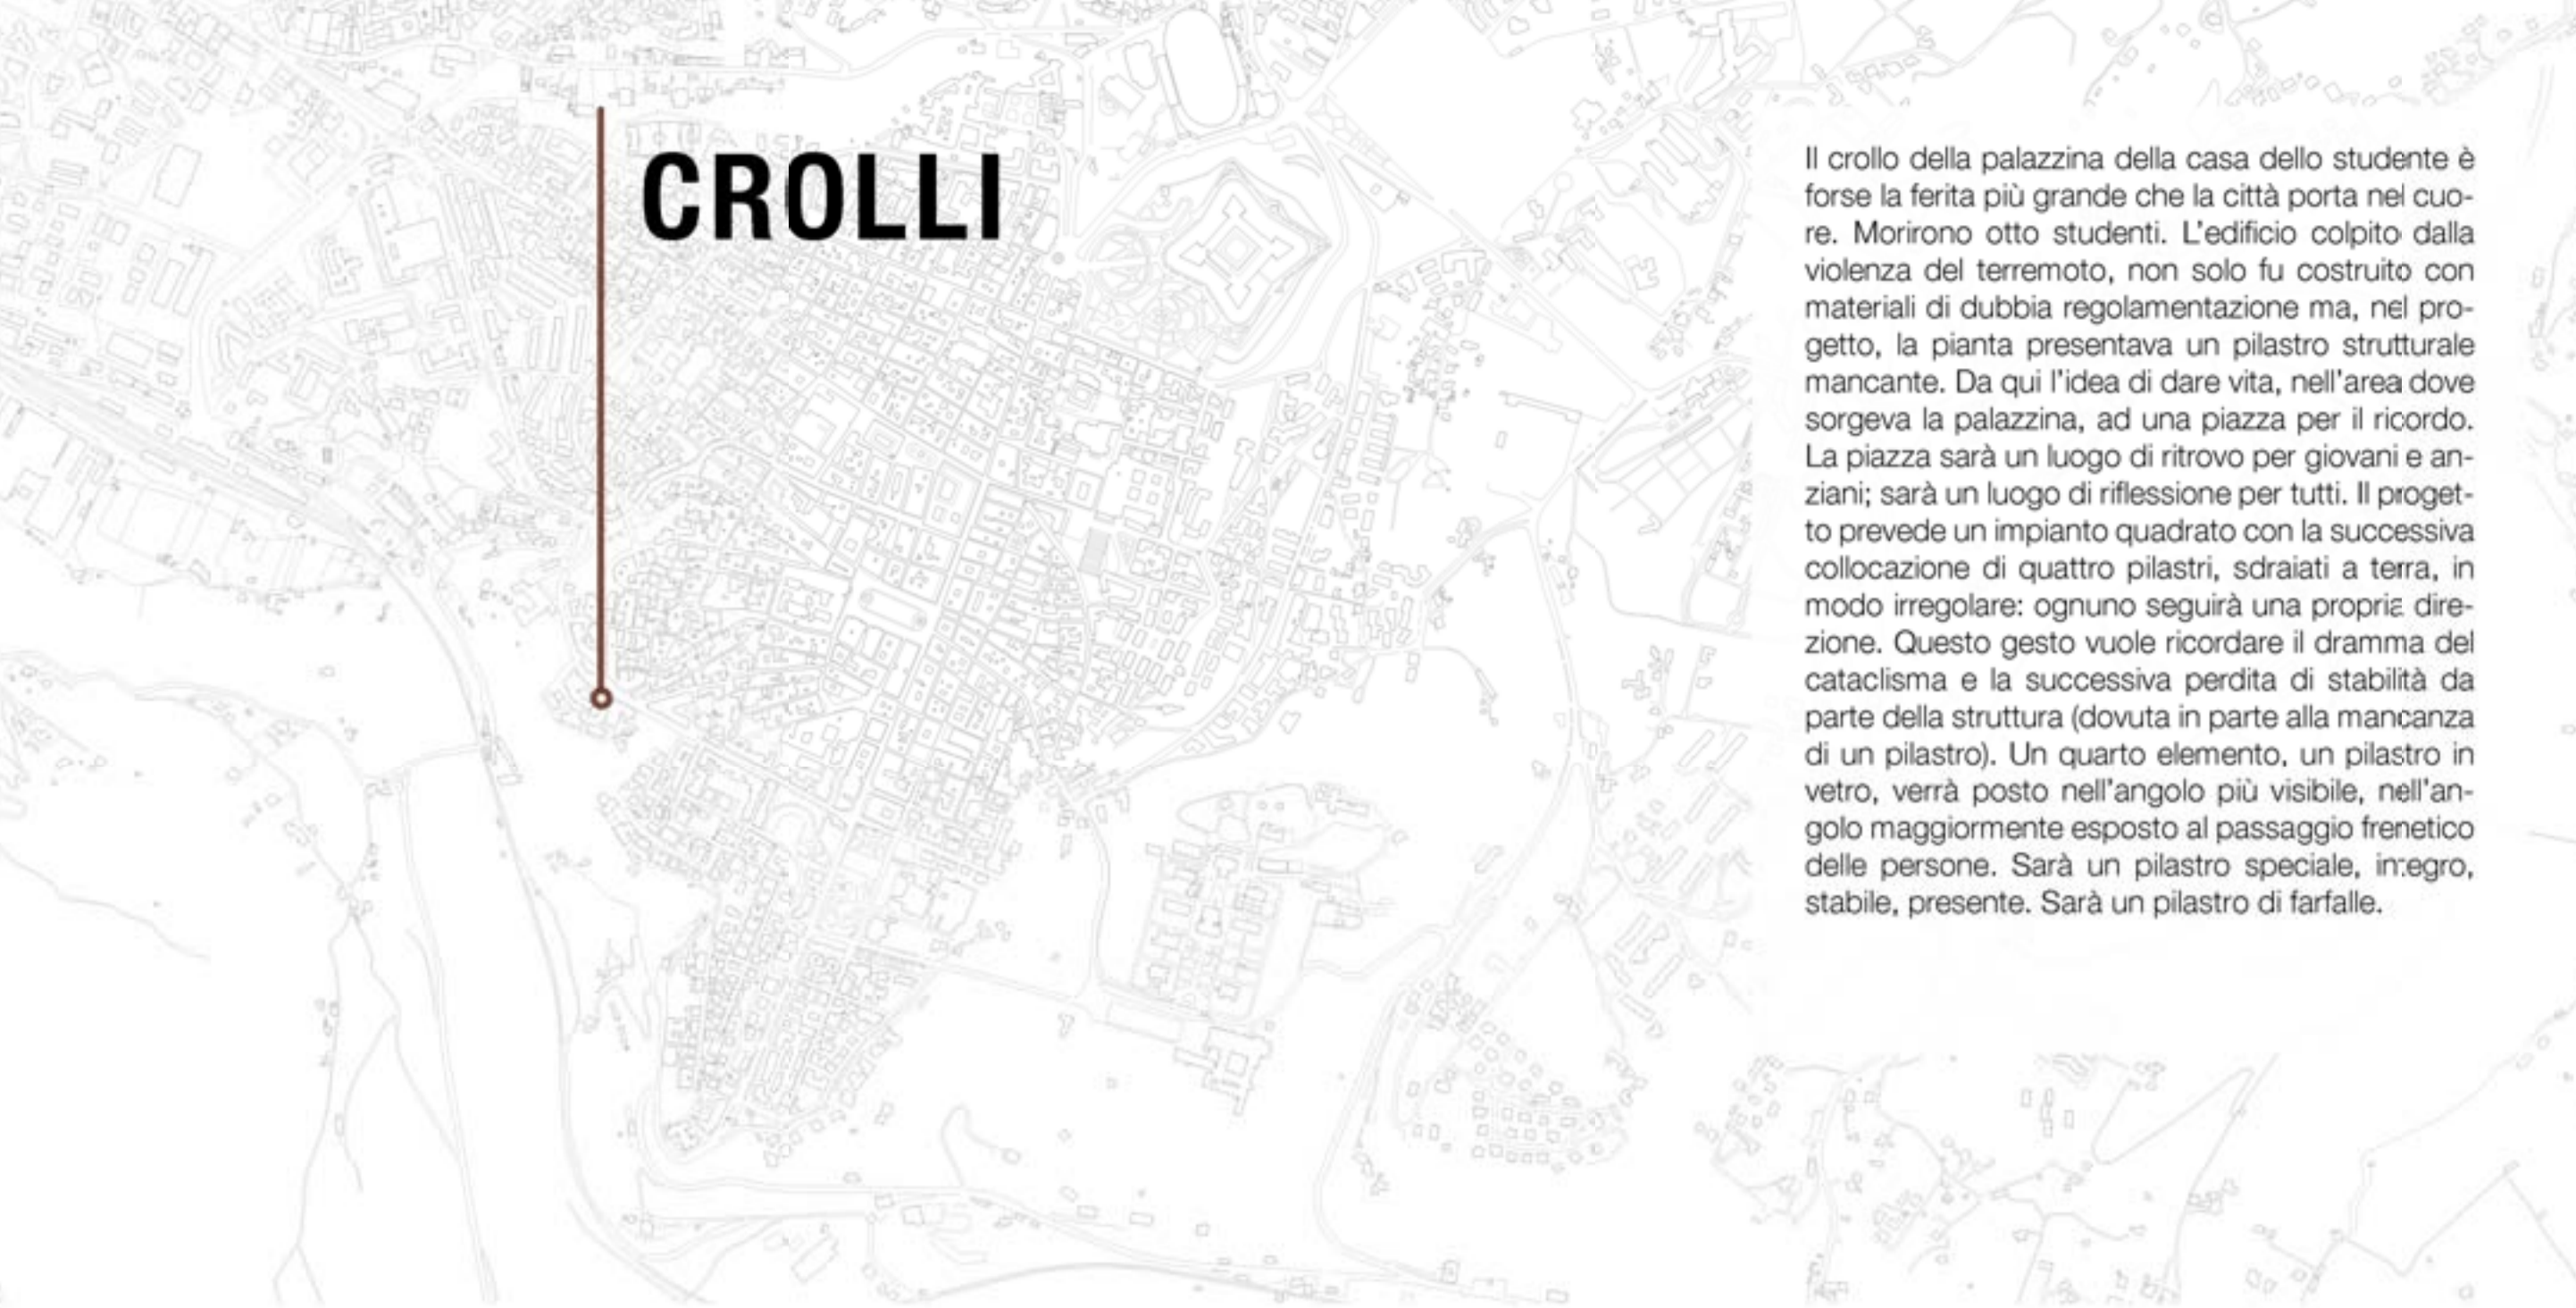 CROLLI
Il crollo della palazzina della casa dello studente è
forse la ferita più grande che la città porta nel cuo-
re. Morirono otto studenti. L'edificio colpito dalla
violenza del terremoto, non solo fu costruito con
materiali di dubbia regolamentazione ma, nel pro-
getto, la pianta presentava un pilastro strutturale
mancante. Da qui l'idea di dare vita, nell'area dove
sorgeva la palazzina, ad una piazza per il ricordo.
La piazza sarà un luogo di ritrovo per giovani e an-
ziani; sarà un luogo di riflessione per tutti. Il proget-
to prevede un impianto quadrato con la successiva
collocazione di quattro pilastri, sdraiati a terra, in
modo irregolare: ognuno seguirà una propria dire-
zione. Questo gesto vuole ricordare il dramma del
cataclisma e la successiva perdita di stabilità da
parte della struttura (dovuta in parte alla mancanza
di un pilastro). Un quarto elemento, un pilastro in
vetro, verrà posto nell'angolo più visibile, nell'an-
golo maggiormente esposto al passaggio frenetico
delle persone. Sarà un pilastro speciale, integro,
stabile, presente. Sarà un pilastro di farfalle.